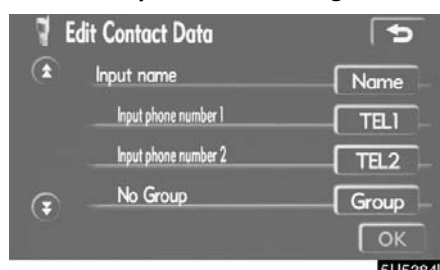 Edit Contact Data
Input name Name
Input phone number 1 TEL1
Input phone number 2 TEL2
No Group Group
OK